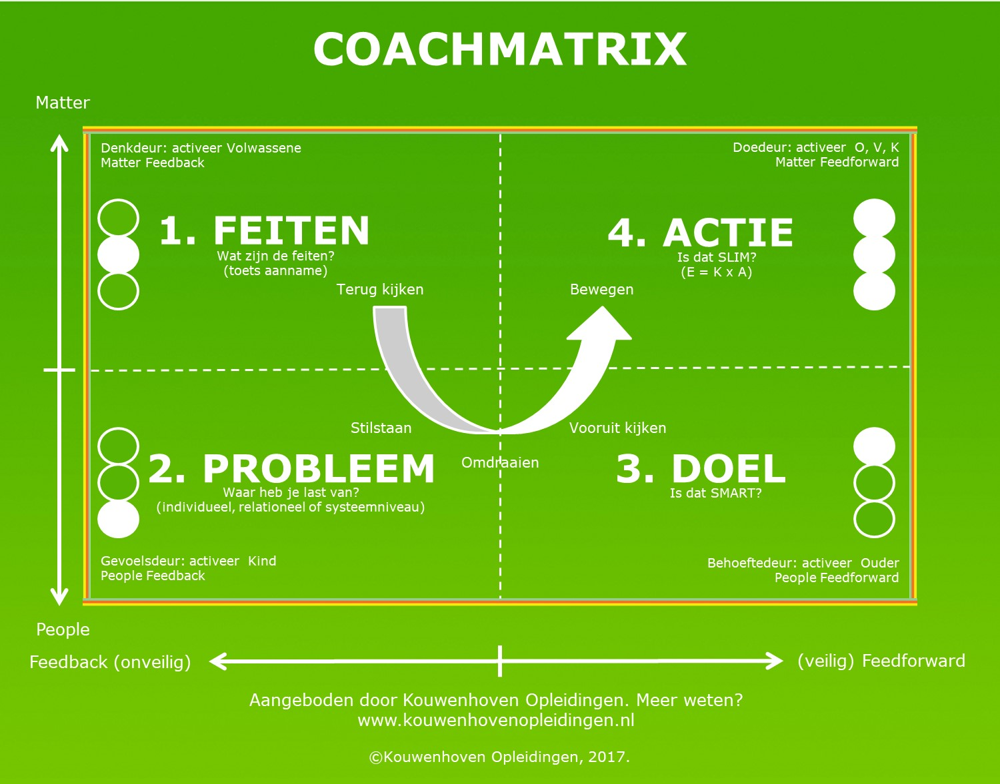 COACHMATRIX
Matter
Denkdeur: activeer Volwassene
Matter Feedback
Doedeur: activeer O, V, K
Matter Feedforward
1. FEITEN
Wat zijn de feiten?
(toets aanname)
4. ACTIE
Is dat SLIM?
(E = K x A)
Terug kijken
Bewegen
Stilstaan
Vooruit kijken
Omdraaien
2. PROBLEEM
Waar heb je last van?
(individueel, relationeel of systeemniveau)
3. DOEL
Is dat SMART?
Gevoelsdeur: activeer Kind
People Feedback
Behoeftedeur: activeer Ouder
People Feedforward
People
Feedback (onveilig)
(veilig) Feedforward
Aangeboden door Kouwenhoven Opleidingen. Meer weten?
www.kouwenhovenopleidingen.nl
©Kouwenhoven Opleidingen, 2017.